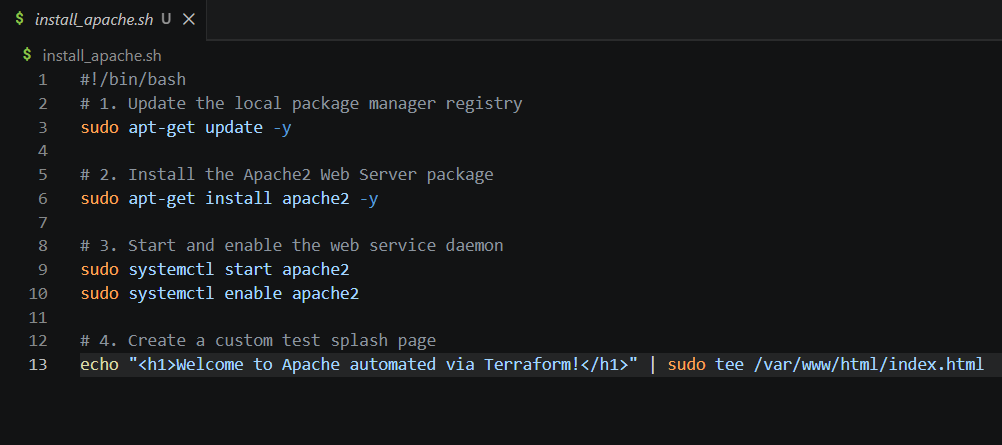 $ install_apache.sh U ×
$ install_apache.sh
1 #!/bin/bash
2 # 1. Update the local package manager registry
3 sudo apt-get update -y
4
5 # 2. Install the Apache2 Web Server package
6 sudo apt-get install apache2 -y
7
8 # 3. Start and enable the web service daemon
9 sudo systemctl start apache2
10 sudo systemctl enable apache2
11
12 # 4. Create a custom test splash page
13 echo "<h1>Welcome to Apache automated via Terraform!</h1>" | sudo tee /var/www/html/index.html